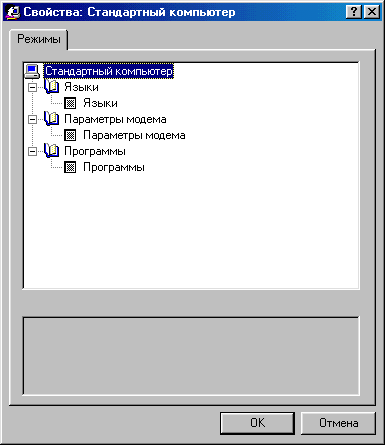 Свойства: Стандартный компьютер
Режимы
Стандартный компьютер
Языки
Языки
Параметры модема
Параметры модема
Программы
Программы
OK Отмена